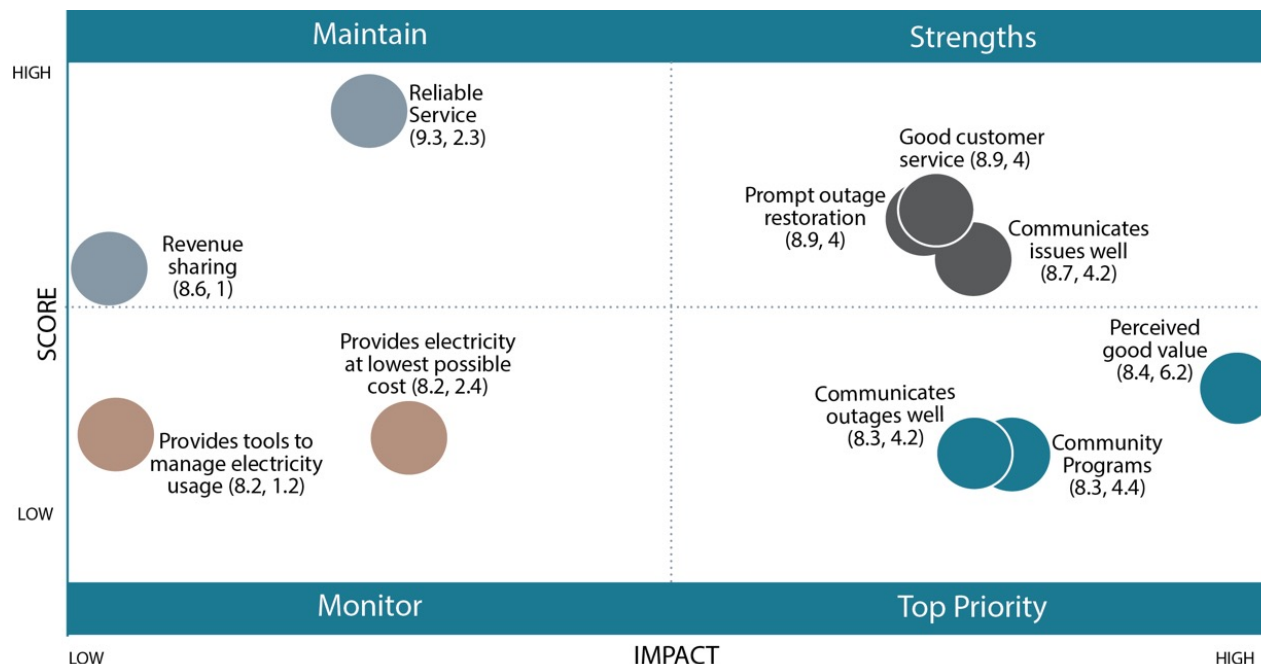 Maintain
Strengths
HIGH
Reliable
Service
(9.3, 2.3)
Good customer
service (8.9, 4)
Prompt outage
restoration
(8.9, 4)
Communicates
issues well
(8.7, 4.2)
Revenue
sharing
(8.6, 1)
SCORE
Provides electricity
at lowest possible
cost (8.2, 2.4)
Perceived
good value
(8.4, 6.2)
Communicates
outages well
(8.3, 4.2)
Provides tools to
manage electricity
usage (8.2, 1.2)
Community
Programs
(8.3, 4.4)
LOW
Monitor
Top Priority
LOW
IMPACT
HIGH